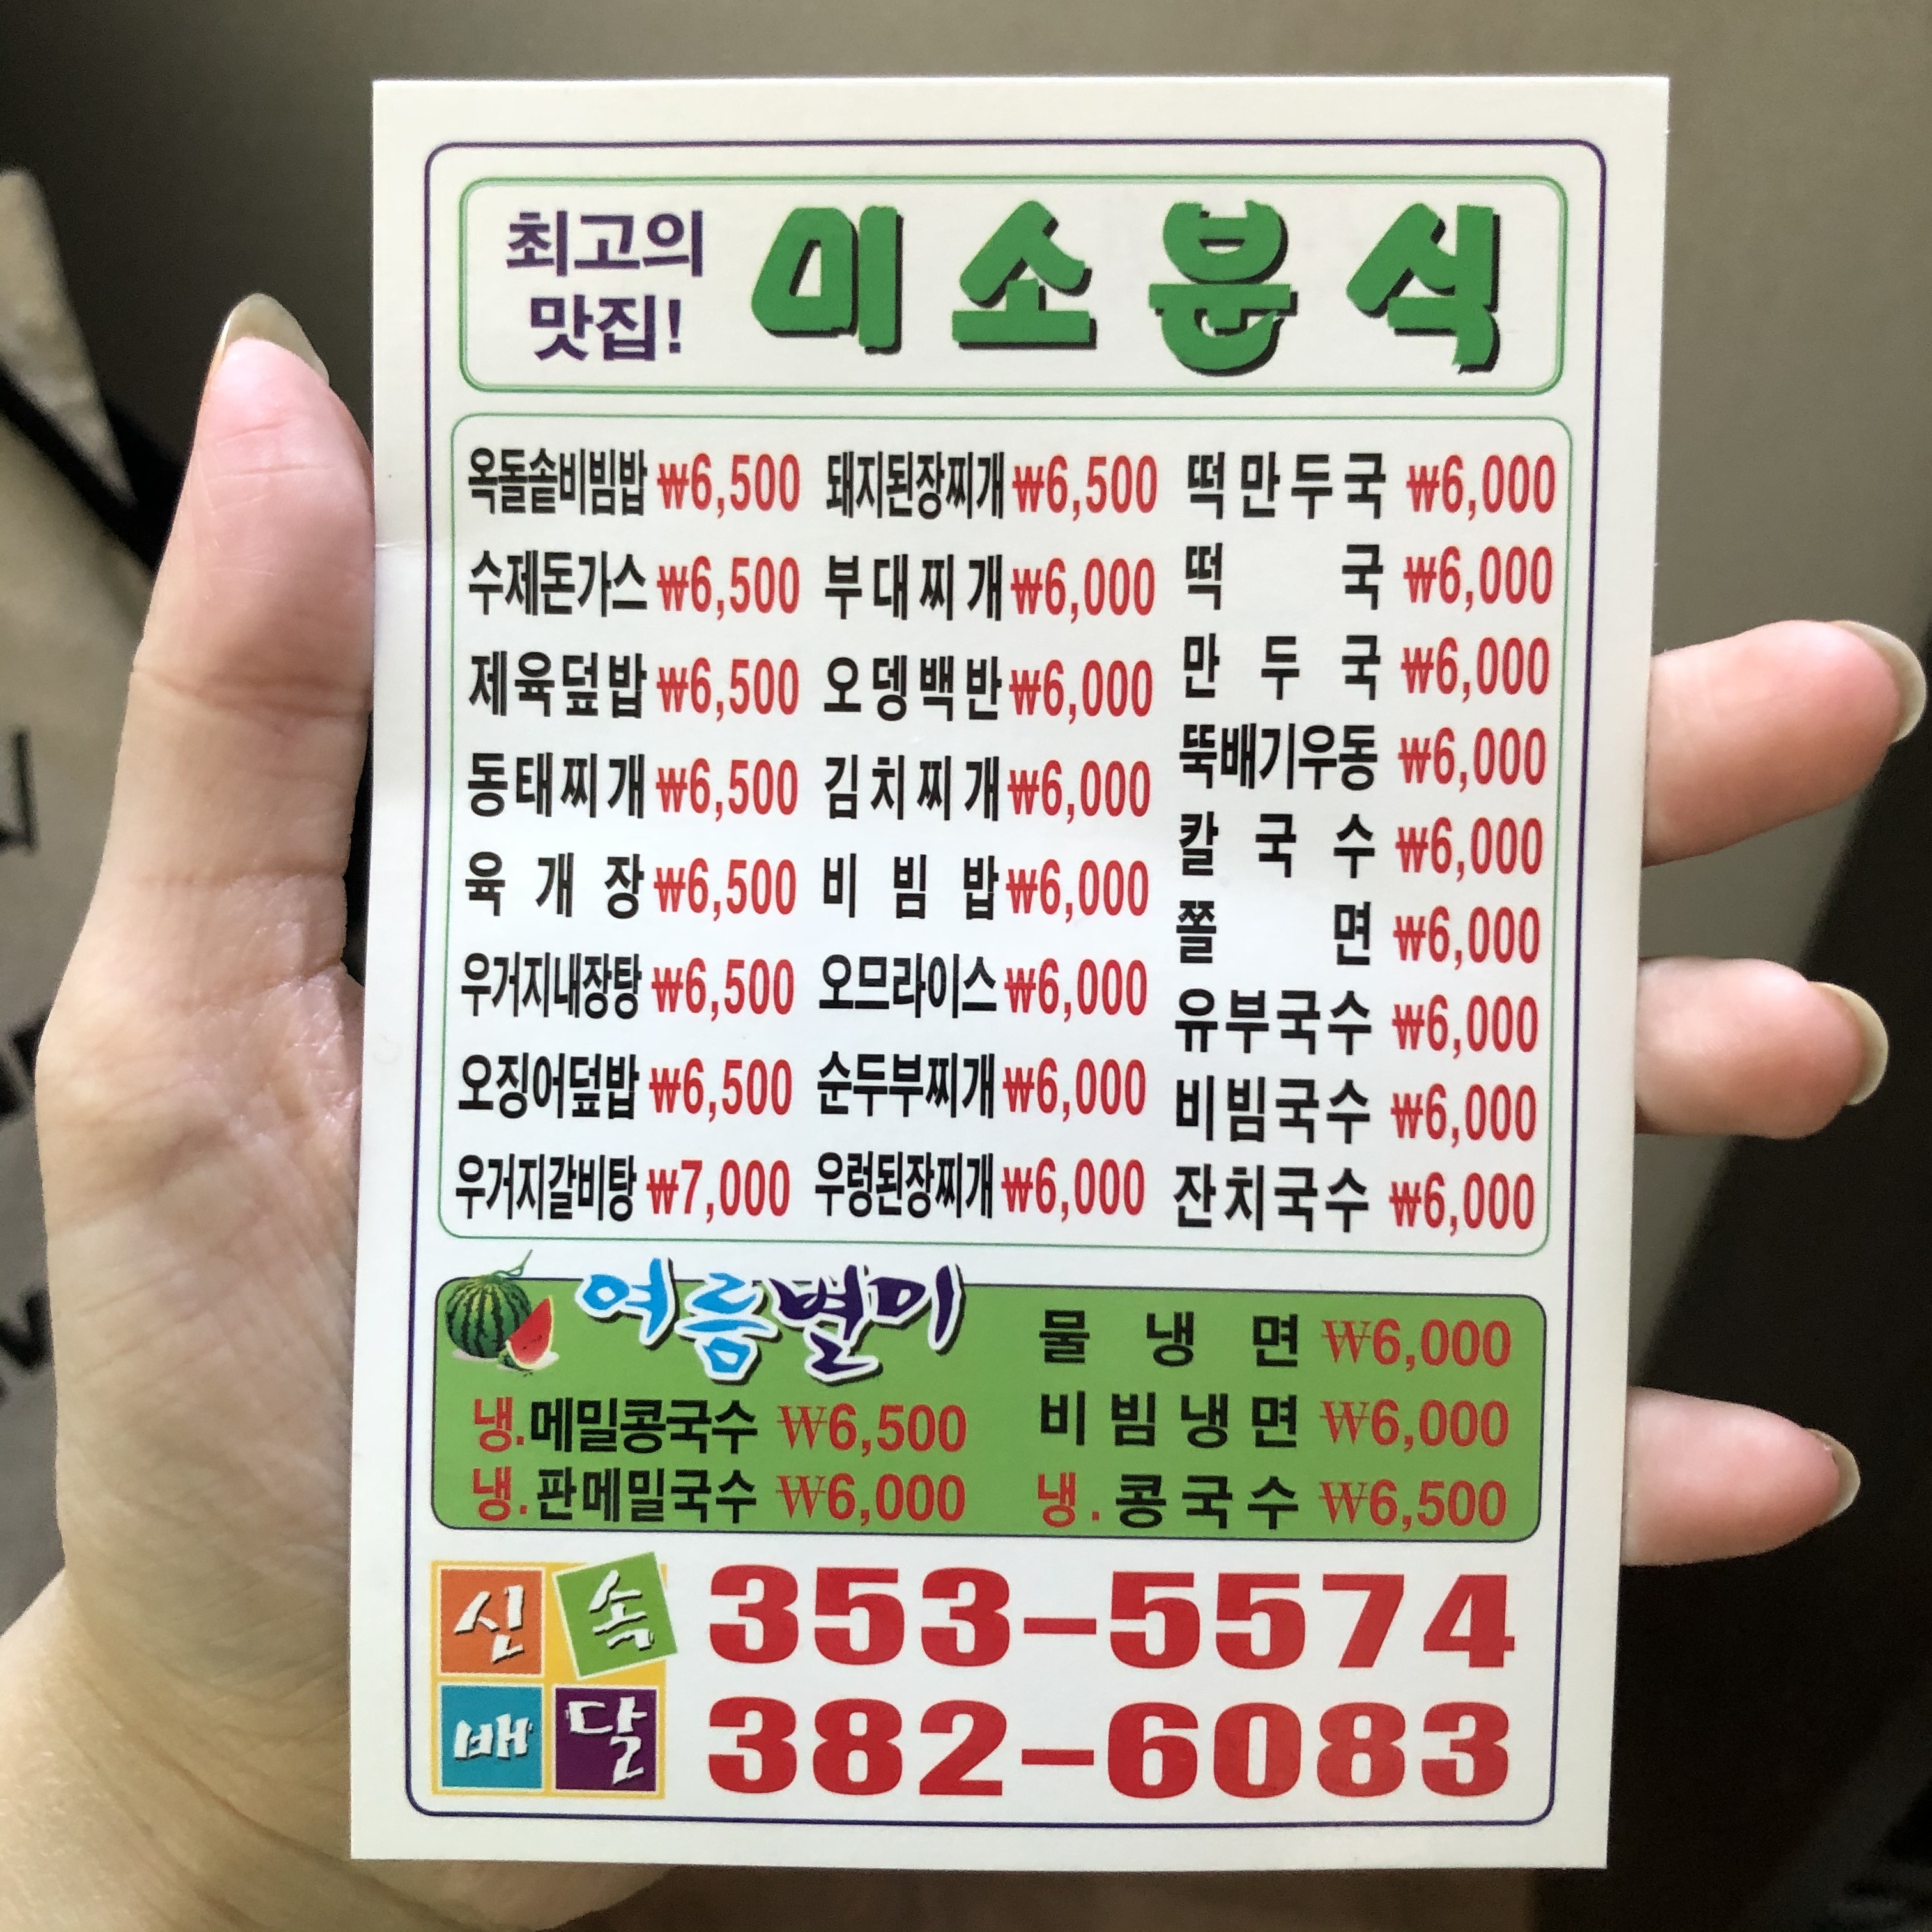 최고의
맛집!
미소분식
옥돌솥비빔밥 ₩6,500
수제돈가스 ₩6,500
제육덮밥 ₩6,500
동태찌개 ₩6,500
육개장 ₩6,500
우거지내장탕 ₩6,500
오징어덮밥 ₩6,500
우거지갈비탕 ₩7,000
돼지된장찌개 ₩6,500
부대찌개 ₩6,000
오뎅백반 ₩6,000
김치찌개 ₩6,000
비빔밥 ₩6,000
오므라이스 ₩6,000
순두부찌개 ₩6,000
우렁된장찌개 ₩6,000
떡만두국 ₩6,000
떡국 ₩6,000
만두국 ₩6,000
뚝배기우동 ₩6,000
칼국수 ₩6,000
쫄면 ₩6,000
유부국수 ₩6,000
비빔국수 ₩6,000
잔치국수 ₩6,000
여름별미
냉.메밀콩국수 ₩6,500
냉.판메밀국수 ₩6,000
물냉면 ₩6,000
비빔냉면 ₩6,000
냉.콩국수 ₩6,500
신속
배달
353-5574
382-6083